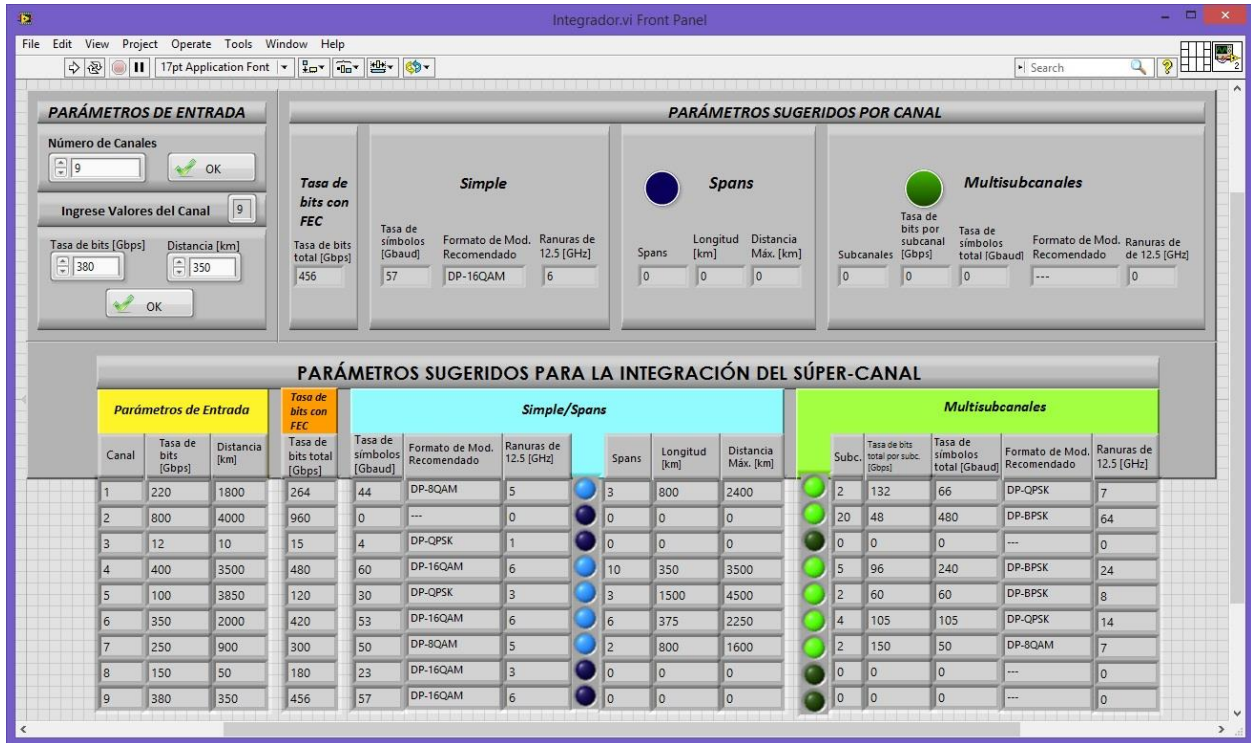 Integrador.vi Front Panel
File Edit View Project Operate Tools Window Help
17pt Application Font
Search
2
PARÁMETROS DE ENTRADA
Número de Canales
9
OK
Ingrese Valores del Canal 9
Tasa de bits [Gbps] Distancia [km]
380 350
OK
PARÁMETROS SUGERIDOS POR CANAL
Tasa de
bits con
FEC
Tasa de bits
total [Gbps]
456
Simple
Tasa de
símbolos
[Gbaud]
57
Formato de Mod.
Recomendado
DP-16QAM
Ranuras de
12.5 [GHz]
6
Spans
Spans
0
Longitud
[km]
0
Distancia
Máx. [km]
0
Multisubcanales
Subcanales
0
Tasa de
bits por
subcanal
[Gbps]
0
Tasa de
símbolos
total [Gbaud]
0
Formato de Mod.
Recomendado
---
Ranuras
de 12.5 [GHz]
0
PARÁMETROS SUGERIDOS PARA LA INTEGRACIÓN DEL SÚPER-CANAL
Parámetros de Entrada
Tasa de
bits con
FEC
Simple/Spans
Multisubcanales
Canal
Tasa de
bits
[Gbps]
Distancia
[km]
Tasa de
bits total
[Gbps]
Tasa de
símbolos
[Gbaud]
Formato de Mod.
Recomendado
Ranuras de
12.5 [GHz]
Spans
Longitud
[km]
Distancia
Máx. [km]
Subc.
Tasa de bits
total por subc.
[Gbps]
Tasa de
símbolos
total [Gbaud]
Formato de Mod.
Recomendado
Ranuras de
12.5 [GHz]
1 220 1800 264 44 DP-8QAM 5 3 800 2400 2 132 66 DP-QPSK 7
2 800 4000 960 0 --- 0 0 0 0 20 48 480 DP-BPSK 64
3 12 10 15 4 DP-QPSK 1 0 0 0 0 0 0 --- 0
4 400 3500 480 60 DP-16QAM 6 10 350 3500 5 96 240 DP-BPSK 24
5 100 3850 120 30 DP-QPSK 3 3 1500 4500 2 60 60 DP-BPSK 8
6 350 2000 420 53 DP-16QAM 6 6 375 2250 4 105 105 DP-QPSK 14
7 250 900 300 50 DP-8QAM 5 2 800 1600 2 150 50 DP-8QAM 7
8 150 50 180 23 DP-16QAM 3 0 0 0 0 0 0 --- 0
9 380 350 456 57 DP-16QAM 6 0 0 0 0 0 0 --- 0